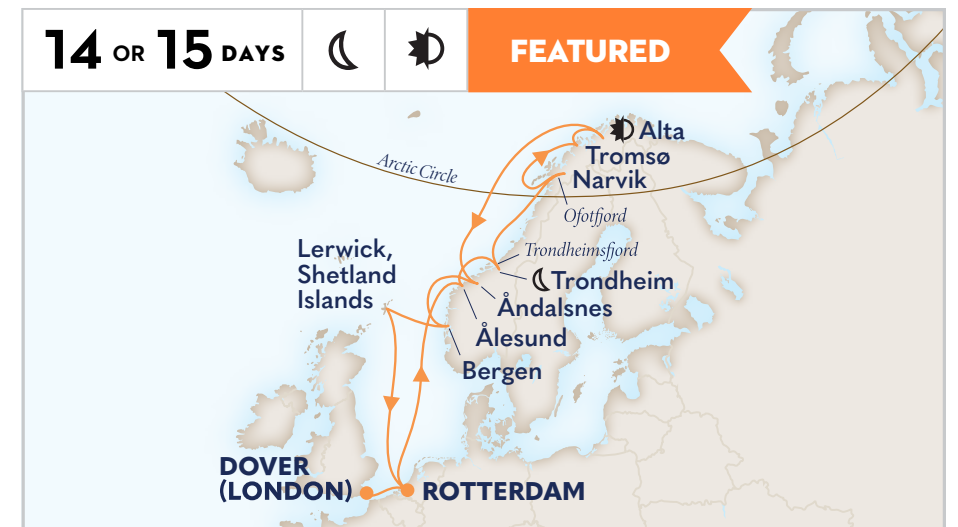 14 OR 15 DAYS
FEATURED
Arctic Circle
Alta
Tromsø
Narvik
Ofotfjord
Trondheimsfjord
Lerwick,
Shetland
Islands
Trondheim
Åndalsnes
Ålesund
Bergen
DOVER
(LONDON)
ROTTERDAM